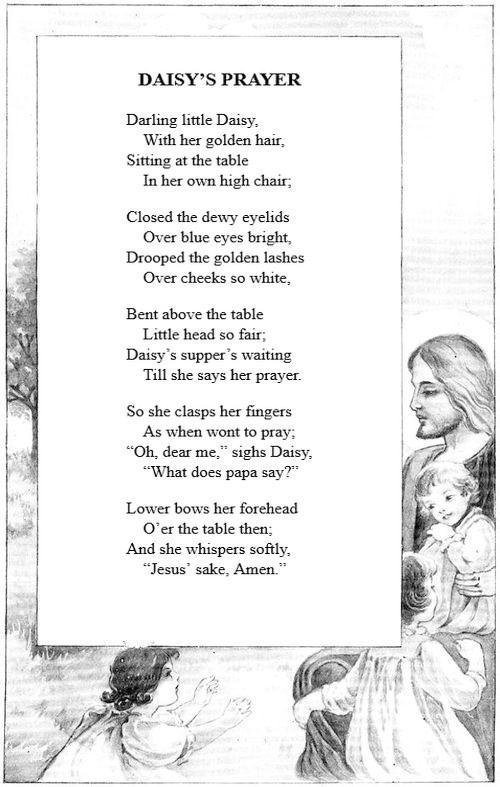 DAISY’S PRAYER
Darling little Daisy,
With her golden hair,
Sitting at the table
In her own high chair;
Closed the dewy eyelids
Over blue eyes bright,
Drooped the golden lashes
Over cheeks so white,
Bent above the table
Little head so fair;
Daisy’s supper’s waiting
Till she says her prayer.
So she clasps her fingers
As when wont to pray;
“Oh, dear me,” sighs Daisy,
“What does papa say?”
Lower bows her forehead
O’er the table then;
And she whispers softly,
“Jesus’ sake, Amen.”